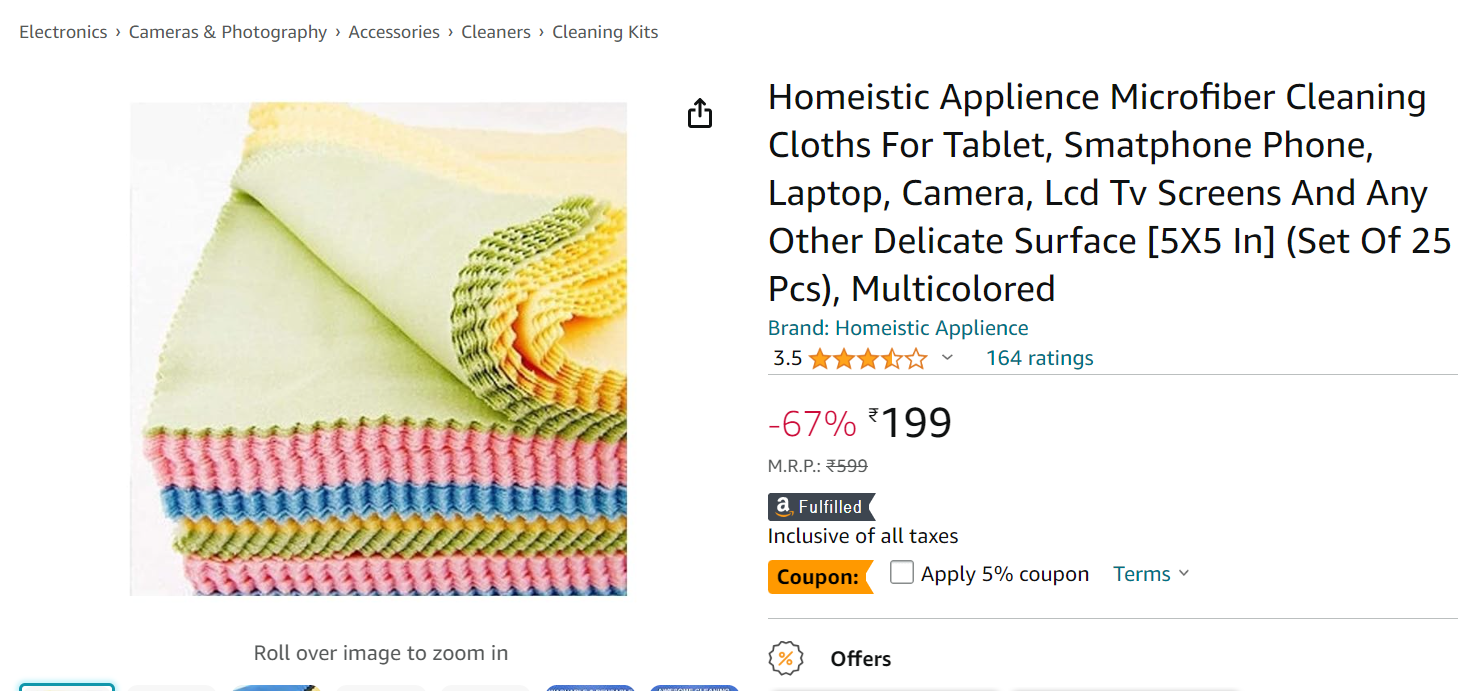 Electronics › Cameras & Photography › Accessories › Cleaners › Cleaning Kits
Homeistic Applience Microfiber Cleaning
Cloths For Tablet, Smatphone Phone,
Laptop, Camera, Lcd Tv Screens And Any
Other Delicate Surface [5X5 In] (Set Of 25
Pcs), Multicolored
Brand: Homeistic Applience
3.5 164 ratings
-67% ₹199
M.R.P.: ₹599
a Fulfilled
Inclusive of all taxes
Coupon: Apply 5% coupon Terms
% Offers
Roll over image to zoom in